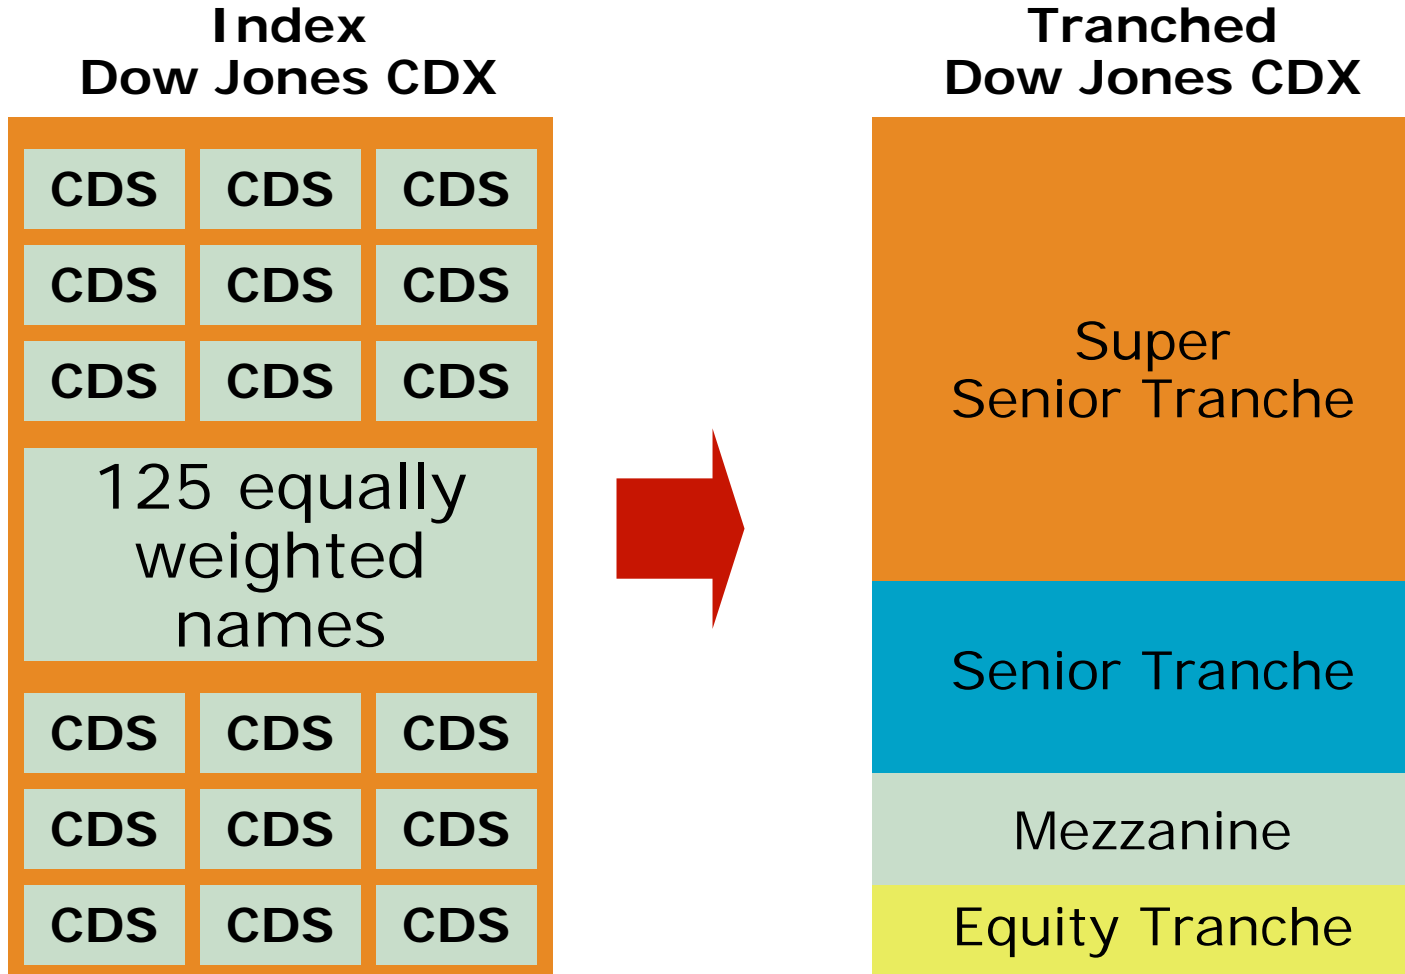 Index
Dow Jones CDX
CDS CDS CDS
CDS CDS CDS
CDS CDS CDS
125 equally
weighted
names
CDS CDS CDS
CDS CDS CDS
CDS CDS CDS
Tranched
Dow Jones CDX
Super
Senior Tranche
Senior Tranche
Mezzanine
Equity Tranche